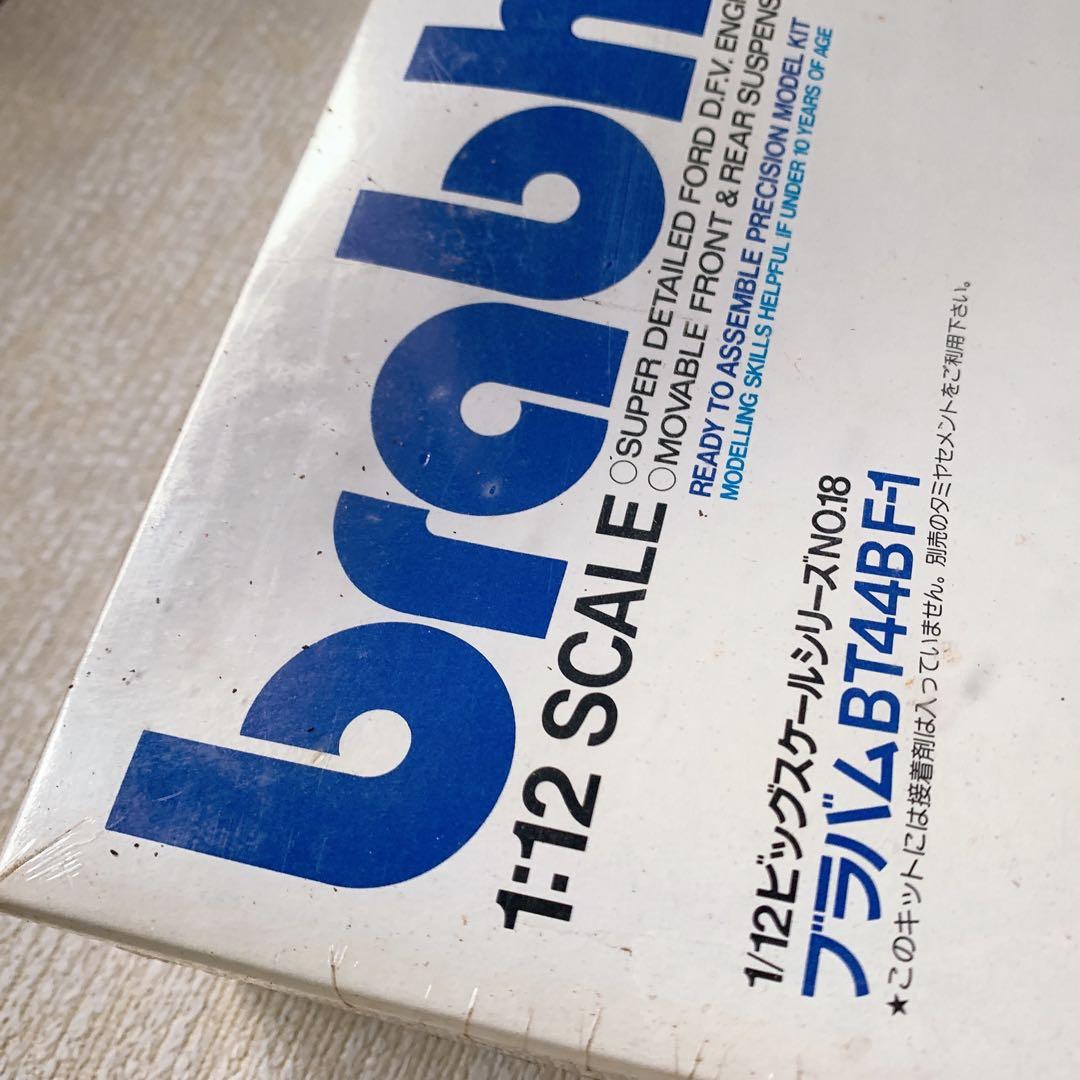 brabh
1:12 SCALE
○SUPER DETAILED FORD D.F.V. ENGI
○MOVABLE FRONT & REAR SUSPENS
READY TO ASSEMBLE PRECISION MODEL KIT
MODELLING SKILLS HELPFUL IF UNDER 10 YEARS OF AGE
1/12ビッグスケールシリーズNO.18
ブラバムBT44B F-1
★このキットには接着剤は入っていません。別売のタミヤセメントをご利用下さい。